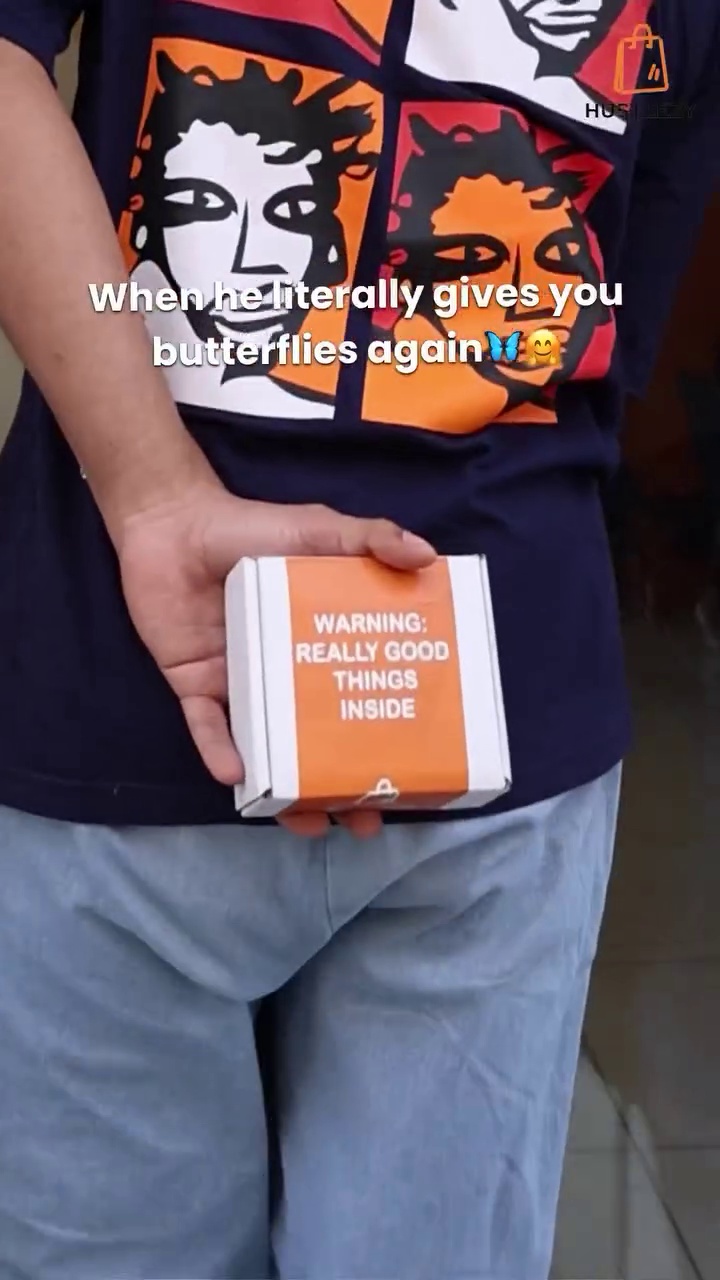 When he literally gives you
butterflies again🦋🤗
WARNING:
REALLY GOOD
THINGS
INSIDE